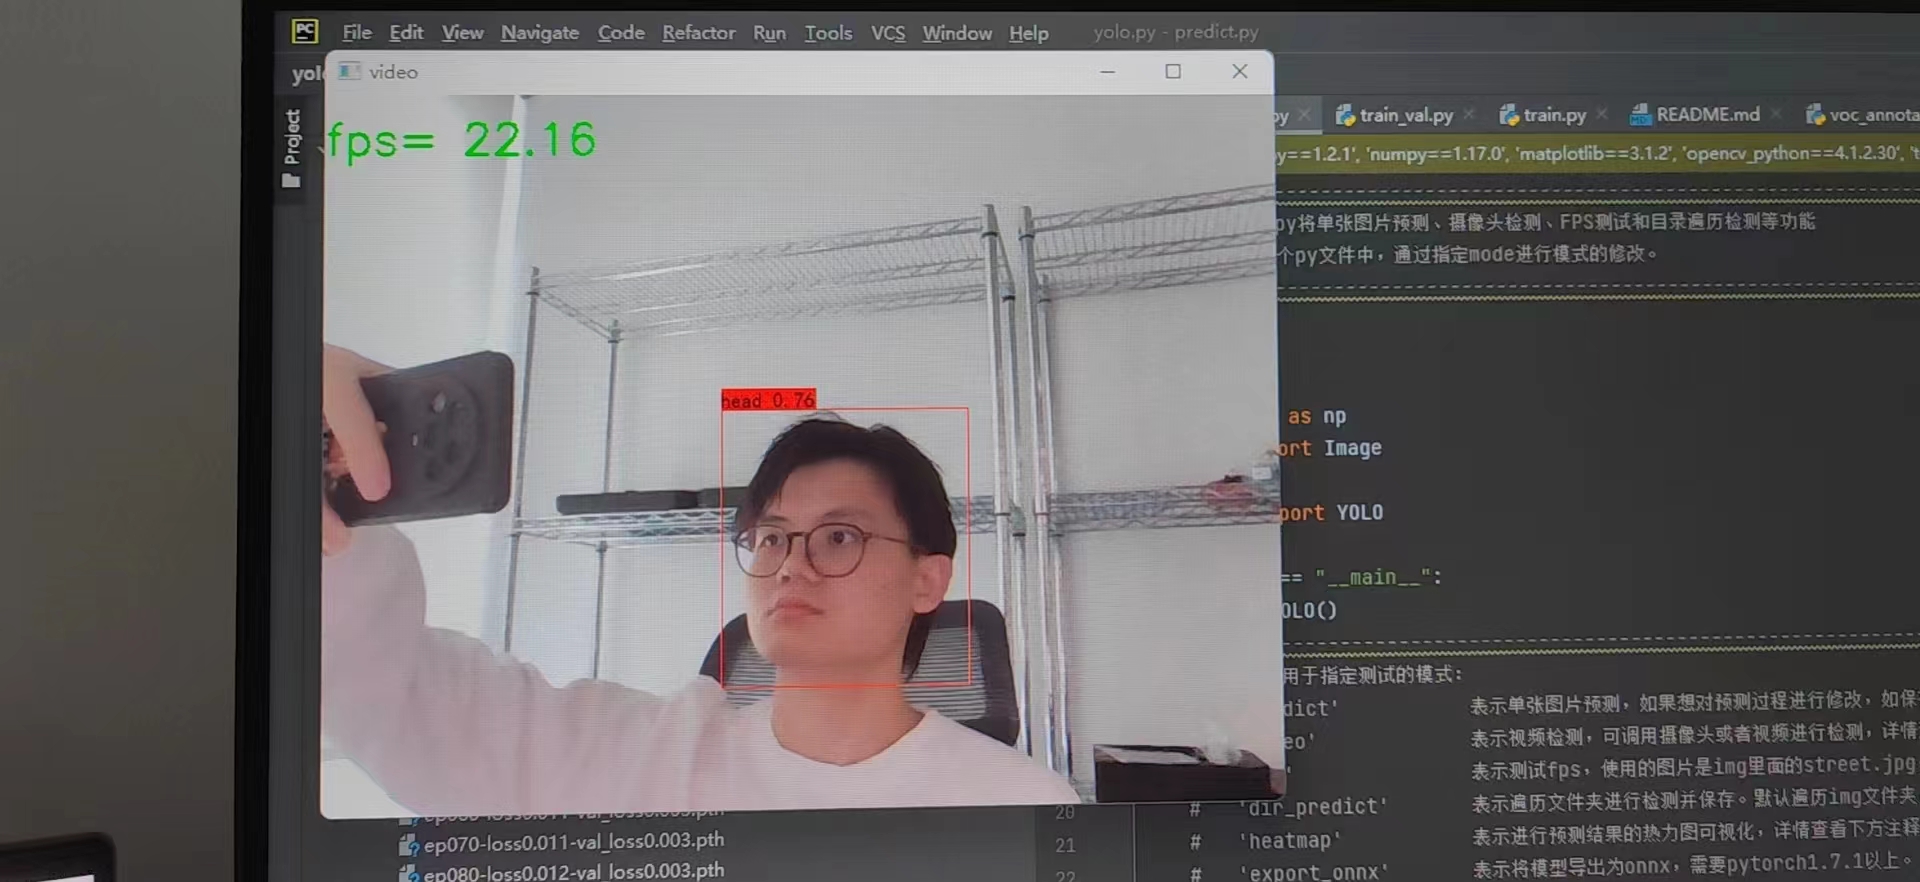 PC File Edit View Navigate Code Refactor Run Tools VCS Window Help yolo.py - predict.py
video
Project
fps= 22.16
head 0.76
py train_val.py train.py README.md voc_annota
y==1.2.1', 'numpy==1.17.0', 'matplotlib==3.1.2', 'opencv_python==4.1.2.30', 't
py将单张图片预测、摄像头检测、FPS测试和目录遍历检测等功能
个py文件中，通过指定mode进行模式的修改。
as np
ort Image
port YOLO
== "__main__":
OLO()
用于指定测试的模式：
dict' 表示单张图片预测，如果想对预测过程进行修改，如保
eo' 表示视频检测，可调用摄像头或者视频进行检测，详情
' 表示测试fps，使用的图片是img里面的street.jpg
20 # 'dir_predict' 表示遍历文件夹进行检测并保存。默认遍历img文件夹
21 # 'heatmap' 表示进行预测结果的热力图可视化，详情查看下方注释
22 # 'export_onnx' 表示将模型导出为onnx，需要pytorch1.7.1以上。
ep070-loss0.011-val_loss0.003.pth
ep080-loss0.012-val_loss0.003.pth